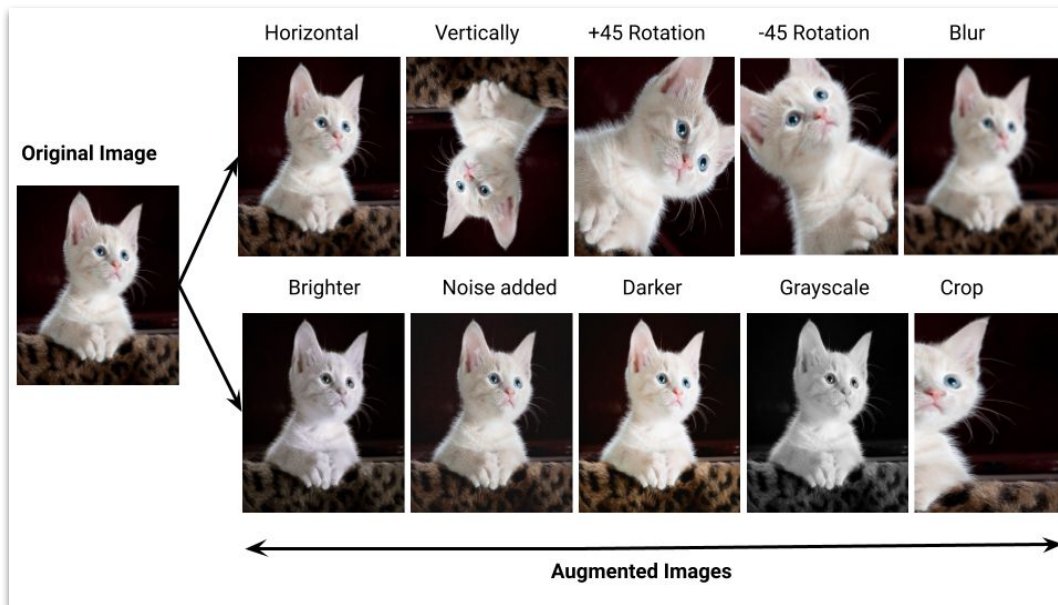 Horizontal Vertically +45 Rotation -45 Rotation Blur
Original Image
Brighter Noise added Darker Grayscale Crop
Augmented Images